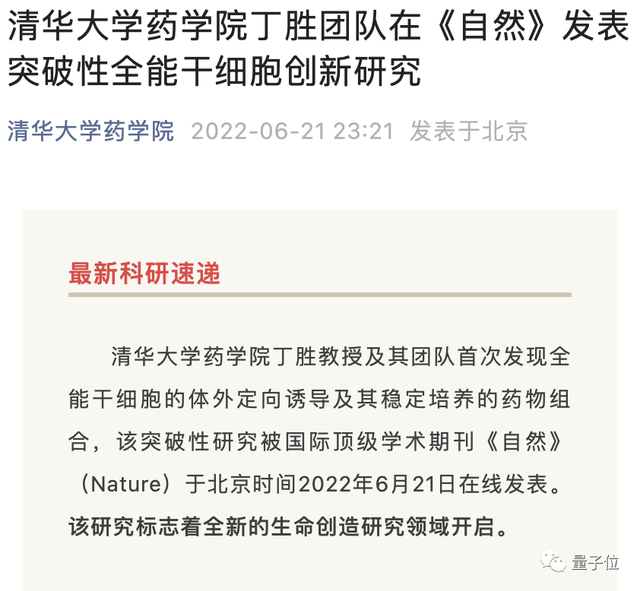 清华大学药学院丁胜团队在《自然》发表
突破性全能干细胞创新研究
清华大学药学院 2022-06-21 23:21 发表于北京
最新科研速递
清华大学药学院丁胜教授及其团队首次发现全
能干细胞的体外定向诱导及其稳定培养的药物组
合，该突破性研究被国际顶级学术期刊《自然》
（Nature）于北京时间2022年6月21日在线发表。
该研究标志着全新的生命创造研究领域开启。
量子位